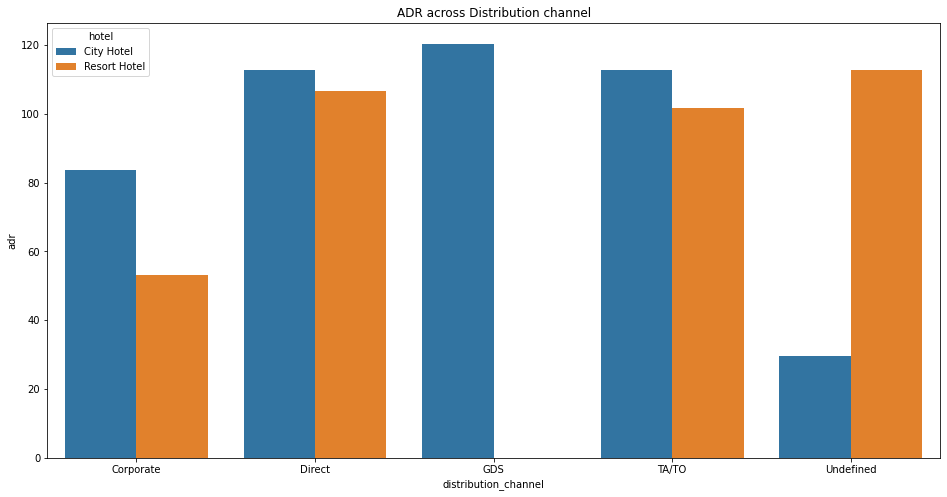 ADR across Distribution channel
hotel
City Hotel
Resort Hotel
120
100
80
60
40
20
0
adr
Corporate Direct GDS TA/TO Undefined
distribution_channel